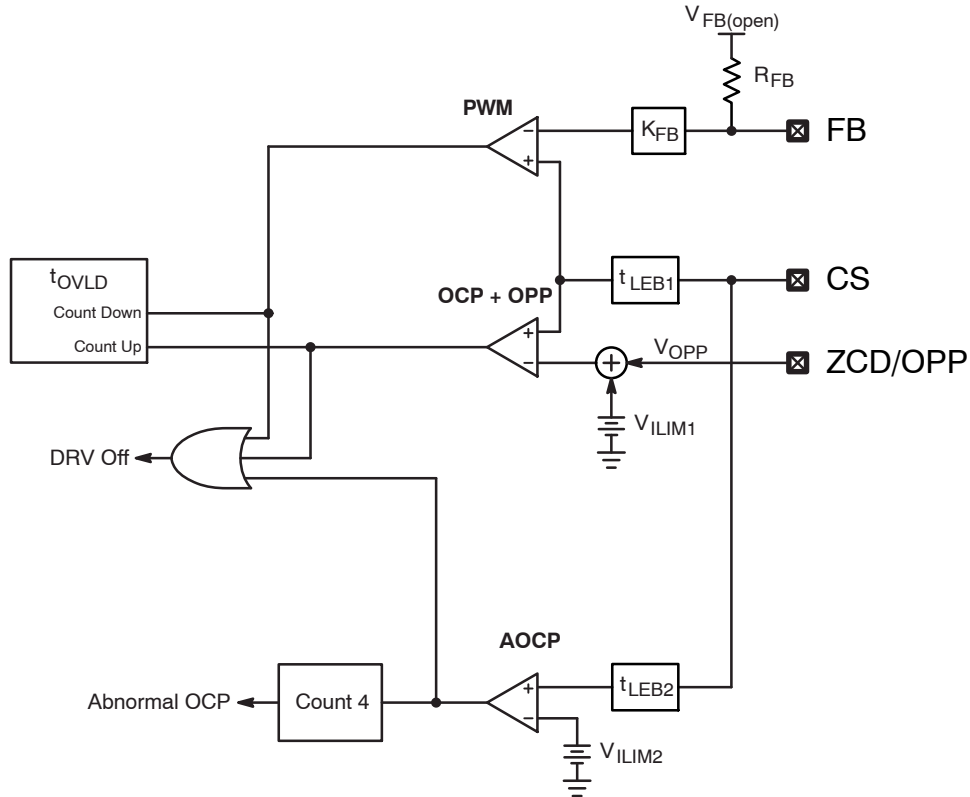 VFB(open)
RFB
PWM
−
+
KFB
FB
tOVLD
Count Down
Count Up
OCP + OPP
+
−
tLEB1
CS
+
VOPP
ZCD/OPP
VILIM1
DRV Off
AOCP
+
−
tLEB2
Abnormal OCP
Count 4
VILIM2